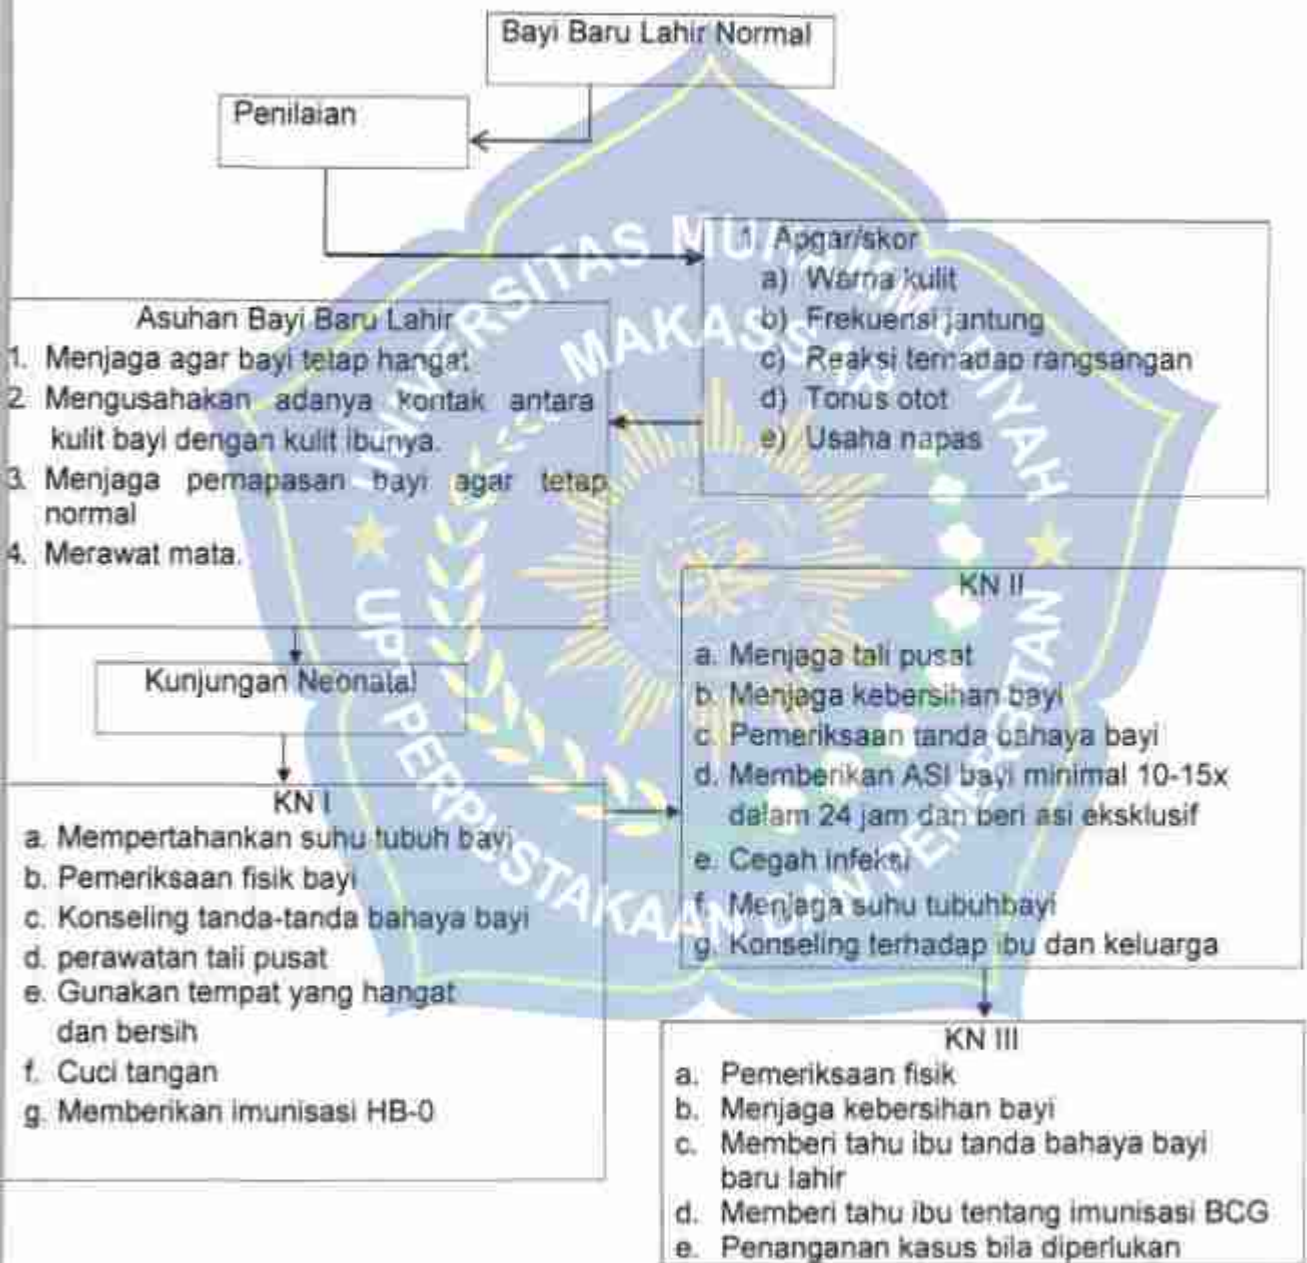 Bayi Baru Lahir Normal
Penilaian
1. Apgar/skor
a) Warna kulit
b) Frekuensi jantung
c) Reaksi terhadap rangsangan
d) Tonus otot
e) Usaha napas
Asuhan Bayi Baru Lahir
1. Menjaga agar bayi tetap hangat
2. Mengusahakan adanya kontak antara
kulit bayi dengan kulit ibunya.
3. Menjaga pernapasan bayi agar tetap
normal
4. Merawat mata.
Kunjungan Neonatal
KN I
a. Mempertahankan suhu tubuh bayi
b. Pemeriksaan fisik bayi
c. Konseling tanda-tanda bahaya bayi
d. perawatan tali pusat
e. Gunakan tempat yang hangat
dan bersih
f. Cuci tangan
g. Memberikan imunisasi HB-0
KN II
a. Menjaga tali pusat
b. Menjaga kebersihan bayi
c. Pemeriksaan tanda bahaya bayi
d. Memberikan ASI bayi minimal 10-15x
dalam 24 jam dan beri asi eksklusif
e. Cegah infeksi
f. Menjaga suhu tubuhbayi
g. Konseling terhadap ibu dan keluarga
KN III
a. Pemeriksaan fisik
b. Menjaga kebersihan bayi
c. Memberi tahu ibu tanda bahaya bayi
baru lahir
d. Memberi tahu ibu tentang imunisasi BCG
e. Penanganan kasus bila diperlukan
UNIVERSITAS MUHAMMADIYAH
MAKASSAR
UPT PERPUSTAKAAN DAN PENERBITAN